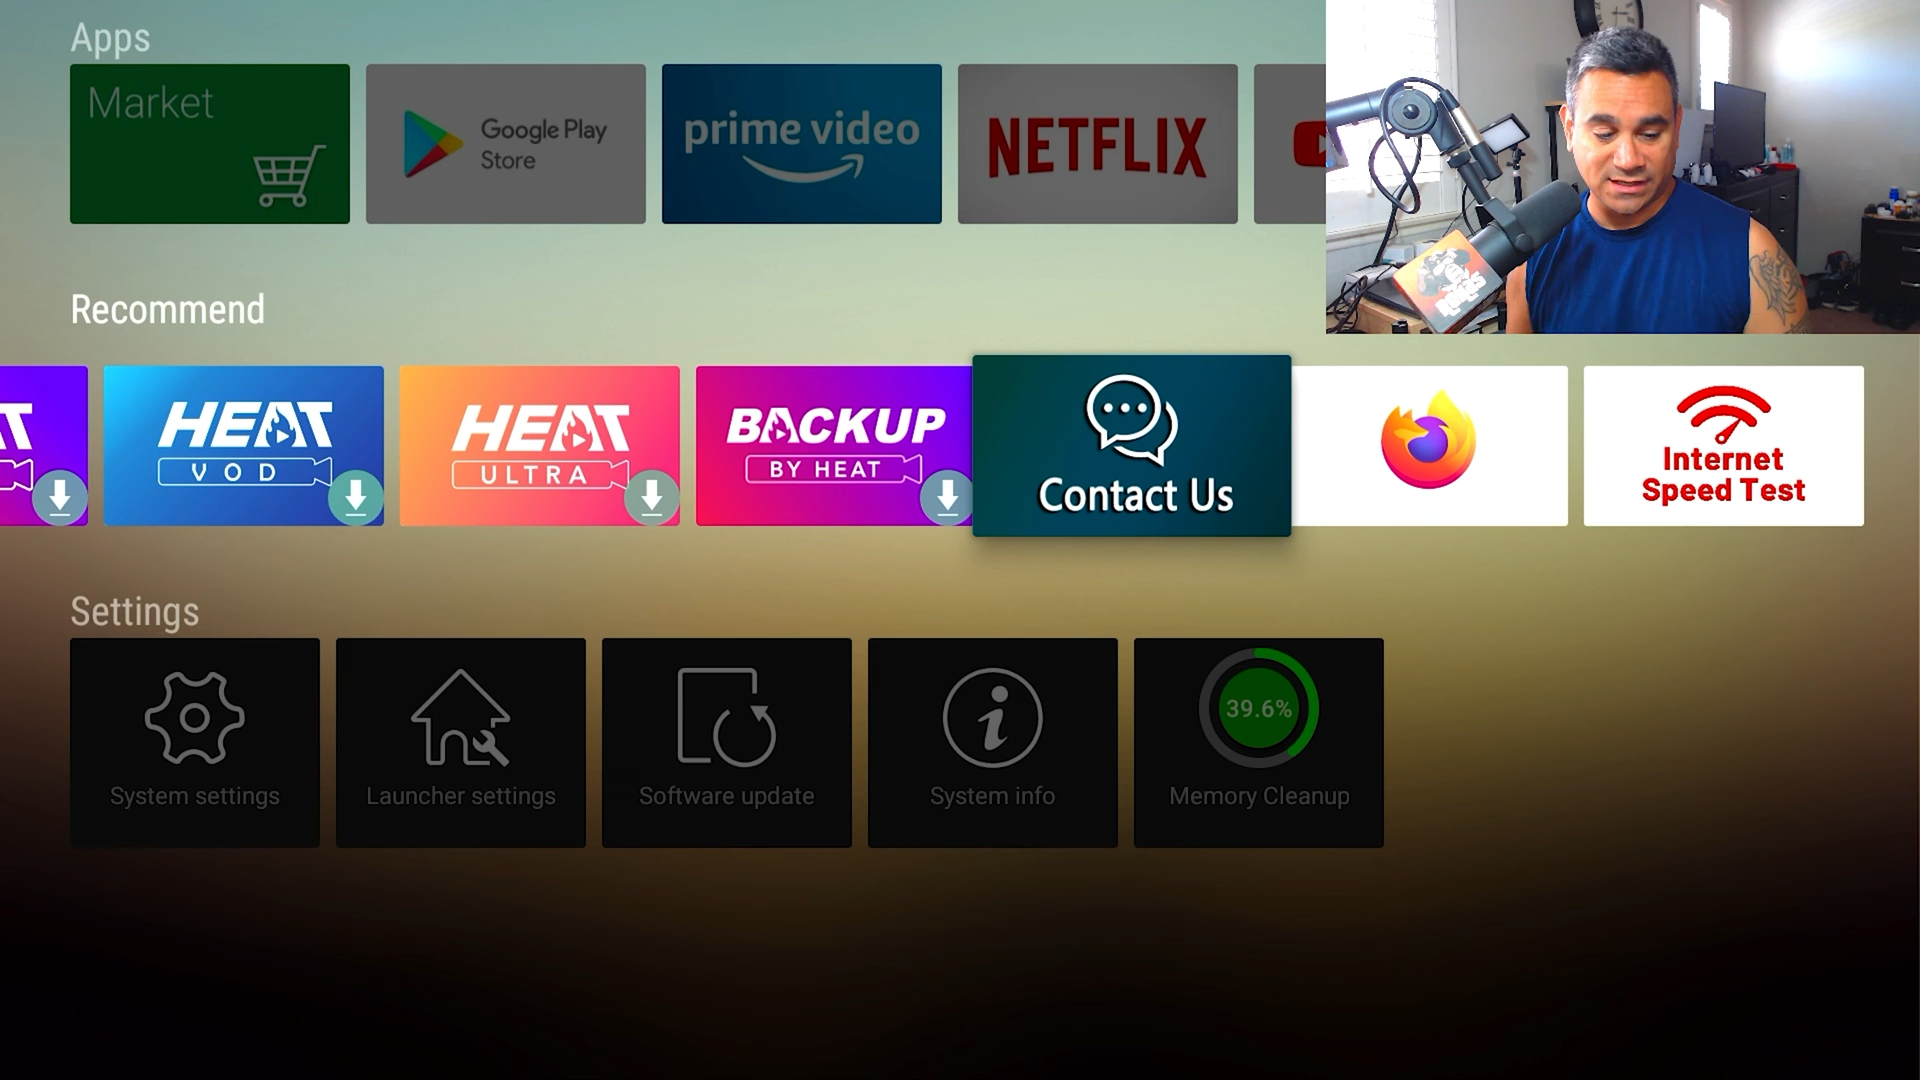 Apps
Market
Google Play
Store
prime video
NETFLIX
Recommend
AT
HEAT
VOD
HEAT
ULTRA
BACKUP
BY HEAT
Contact Us
Internet
Speed Test
Settings
39.6%
System settings
Launcher settings
Software update
System info
Memory Cleanup